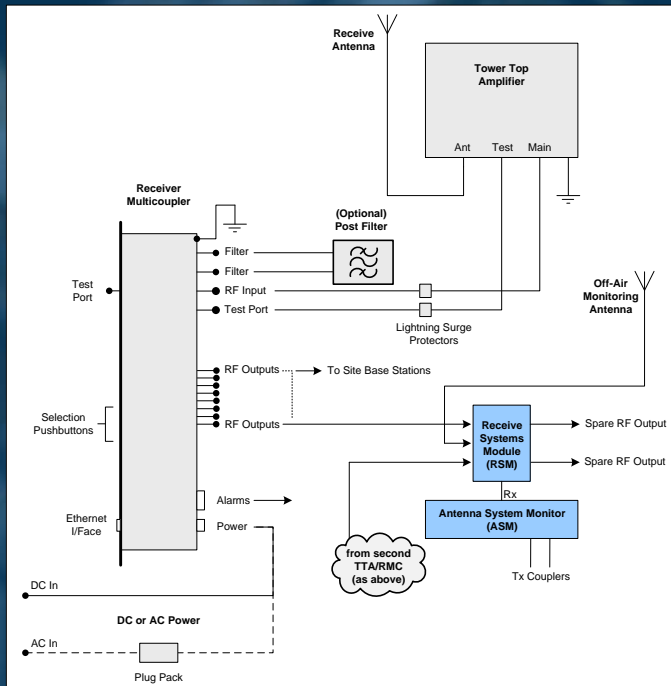 Receive
Antenna
Tower Top
Amplifier
Ant Test Main
Receiver
Multicoupler
(Optional)
Post Filter
Filter
Filter
RF Input
Test Port
Test
Port
Lightning Surge
Protectors
Off-Air
Monitoring
Antenna
RF Outputs
To Site Base Stations
Selection
Pushbuttons
RF Outputs
Receive
Systems
Module
(RSM)
Spare RF Output
Spare RF Output
Rx
Alarms
Power
Ethernet
I/Face
Antenna System Monitor
(ASM)
from second
TTA/RMC
(as above)
Tx Couplers
DC In
DC or AC Power
AC In
Plug Pack